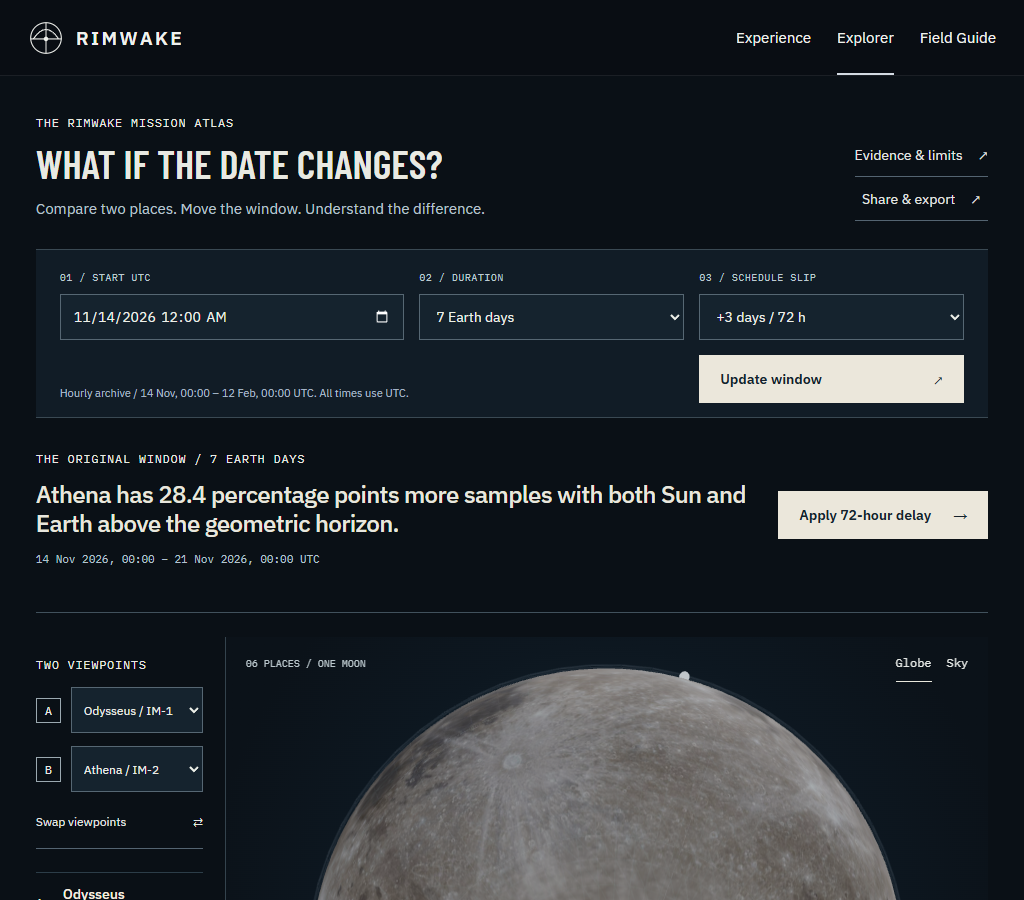 RIMWAKE
Experience
Explorer
Field Guide
THE RIMWAKE MISSION ATLAS
WHAT IF THE DATE CHANGES?
Compare two places. Move the window. Understand the difference.
Evidence & limits ↗
Share & export ↗
01 / START UTC
11/14/2026 12:00 AM
02 / DURATION
7 Earth days
03 / SCHEDULE SLIP
+3 days / 72 h
Hourly archive / 14 Nov, 00:00 – 12 Feb, 00:00 UTC. All times use UTC.
Update window ↗
THE ORIGINAL WINDOW / 7 EARTH DAYS
Athena has 28.4 percentage points more samples with both Sun and
Earth above the geometric horizon.
14 Nov 2026, 00:00 – 21 Nov 2026, 00:00 UTC
Apply 72-hour delay →
TWO VIEWPOINTS
A Odysseus / IM-1
B Athena / IM-2
Swap viewpoints ⇄
Odysseus
06 PLACES / ONE MOON
Globe
Sky